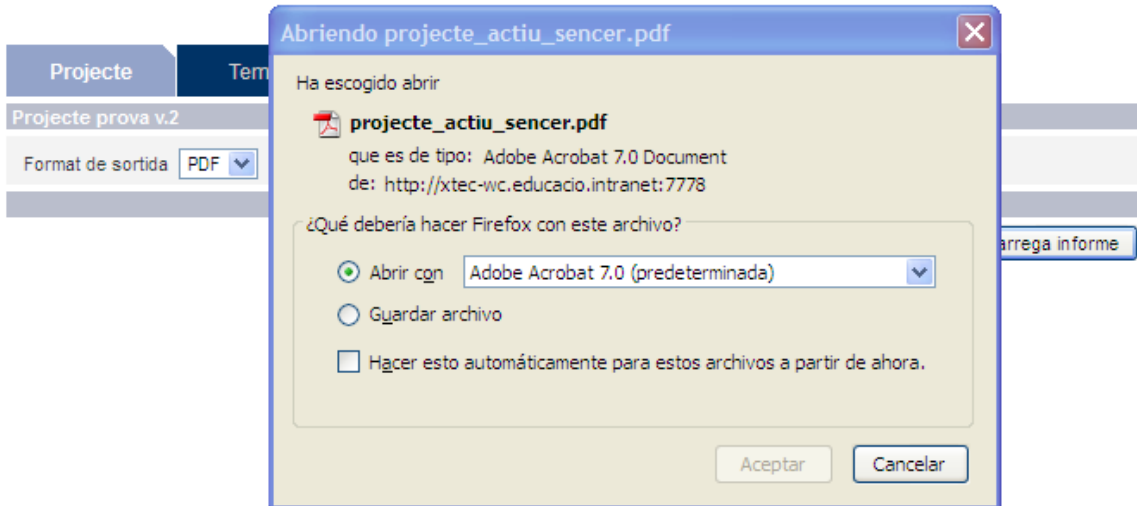 Abriendo projecte_actiu_sencer.pdf
Projecte
Tem
Ha escogido abrir
Projecte prova v.2
projecte_actiu_sencer.pdf
Format de sortida PDF
que es de tipo: Adobe Acrobat 7.0 Document
de: http://xtec-wc.educacio.intranet:7778
¿Qué debería hacer Firefox con este archivo?
arrega informe
Abrir con Adobe Acrobat 7.0 (predeterminada)
Guardar archivo
Hacer esto automáticamente para estos archivos a partir de ahora.
Aceptar Cancelar